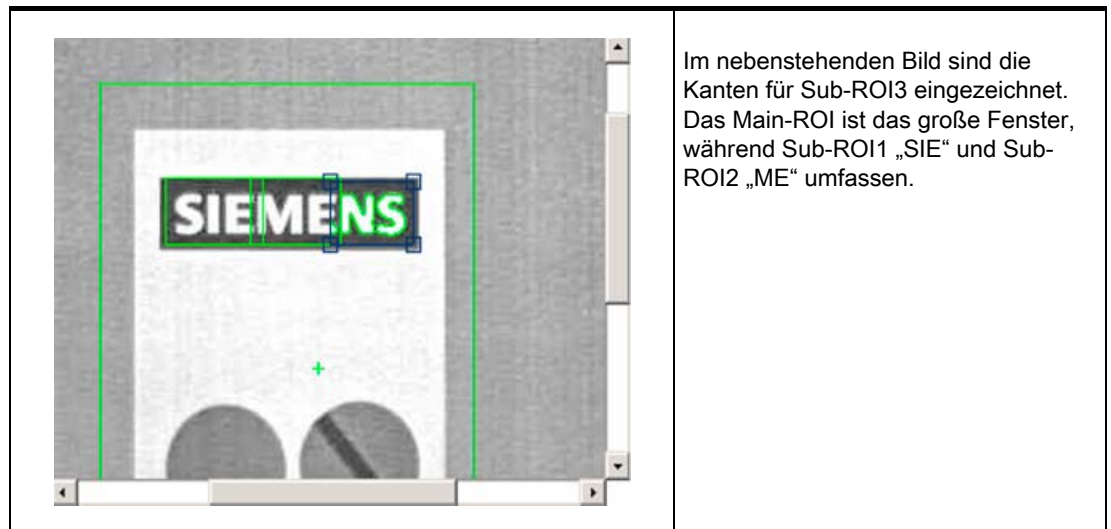 SIEMENS
Im nebenstehenden Bild sind die
Kanten für Sub-ROI3 eingezeichnet.
Das Main-ROI ist das große Fenster,
während Sub-ROI1 „SIE“ und Sub-
ROI2 „ME“ umfassen.